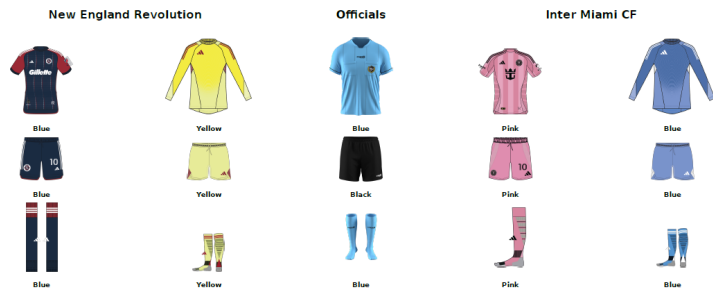 New England Revolution Officials Inter Miami CF
Gillette
Blue Yellow Blue Pink Blue
10 10
Blue Yellow Black Pink Blue
Blue Yellow Blue Pink Blue